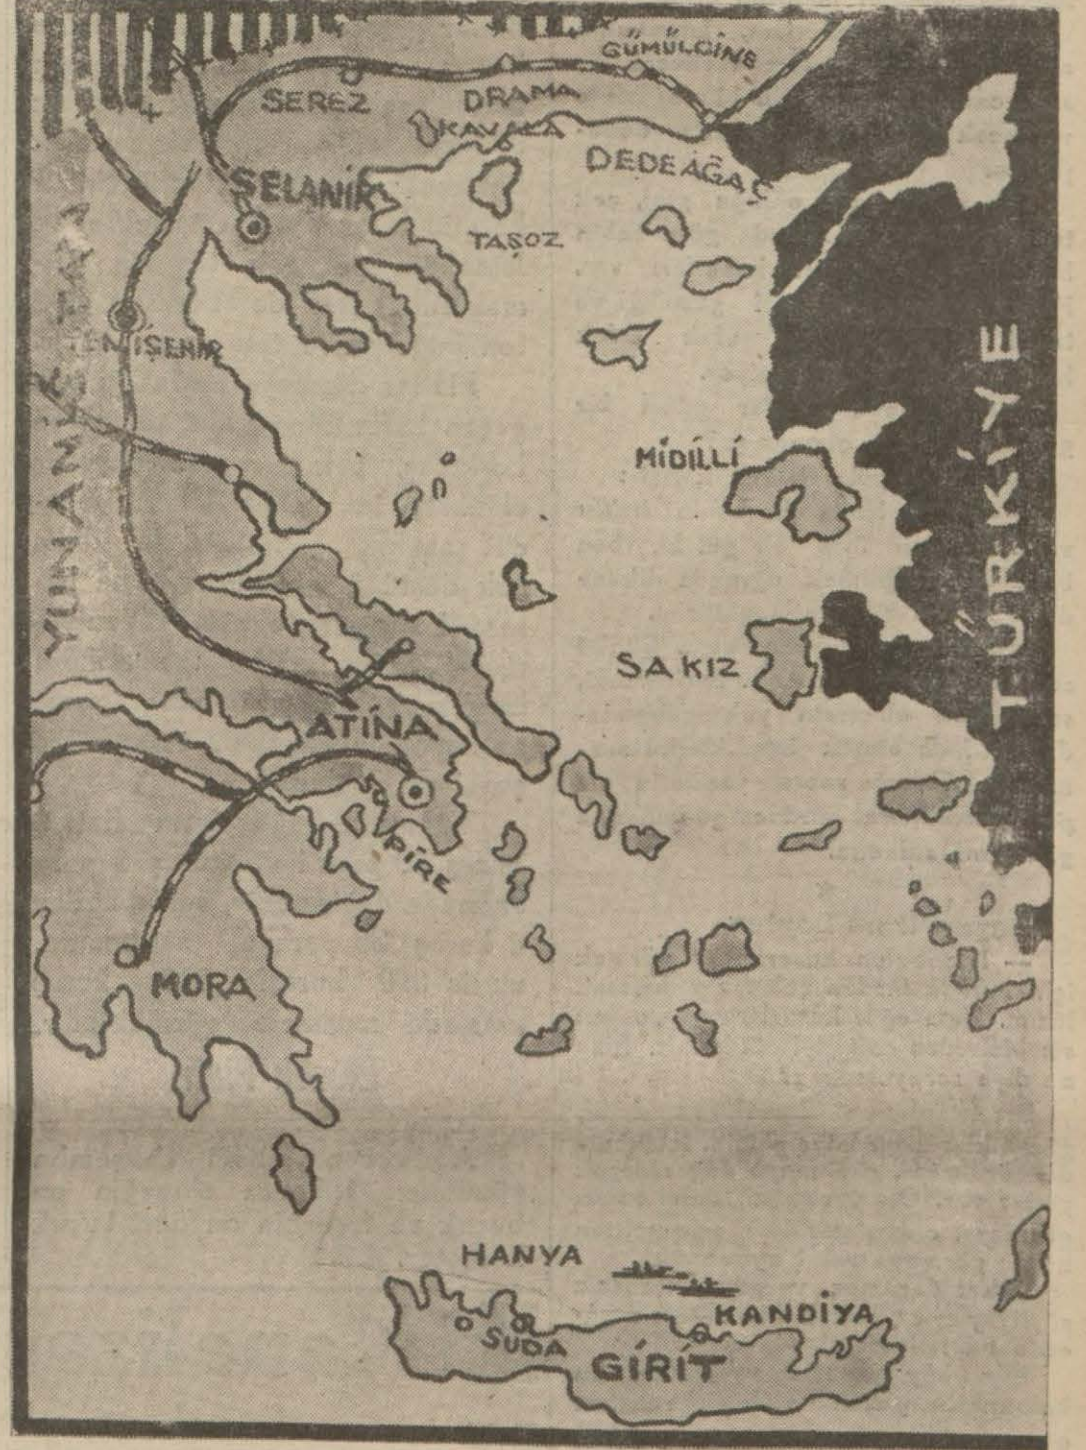 GÜMÜLCİNE
SEREZ
DRAMA
KAVALA
DEDEAĞAÇ
SELANİK
TAŞOZ
YENİŞEHİR
YUNANİSTAN
MİDİLLİ
TÜRKİYE
SAKIZ
ATİNA
PİRE
MORA
HANYA
KANDİYA
SUDA
GİRİT